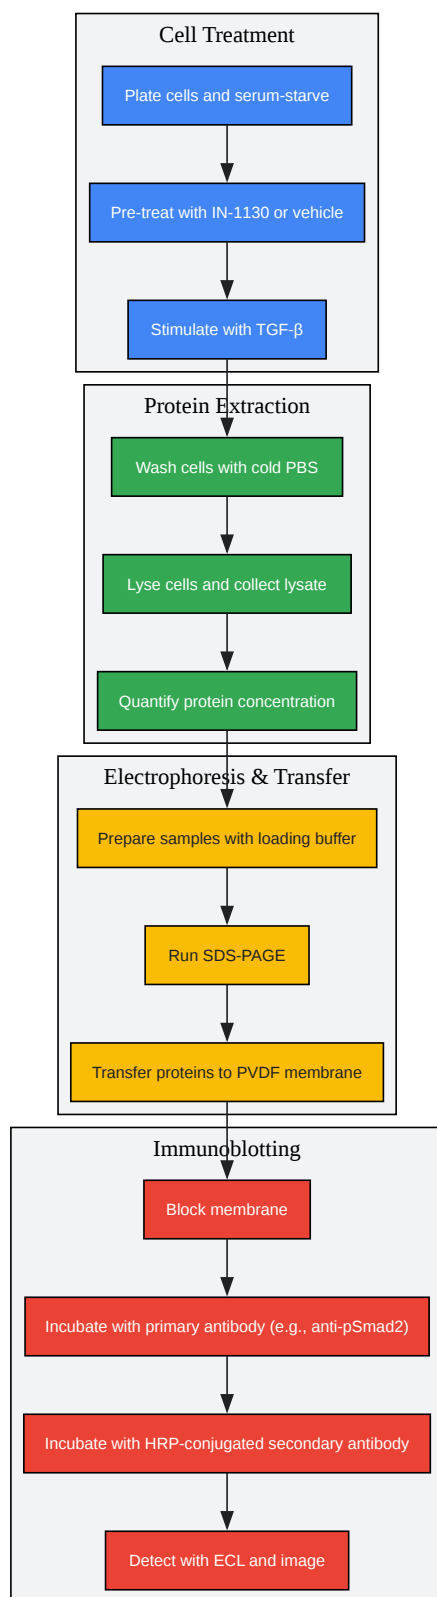 Cell Treatment
Plate cells and serum-starve
Pre-treat with IN-1130 or vehicle
Stimulate with TGF-β
Protein Extraction
Wash cells with cold PBS
Lyse cells and collect lysate
Quantify protein concentration
Electrophoresis & Transfer
Prepare samples with loading buffer
Run SDS-PAGE
Transfer proteins to PVDF membrane
Immunoblotting
Block membrane
Incubate with primary antibody (e.g., anti-pSmad2)
Incubate with HRP-conjugated secondary antibody
Detect with ECL and image